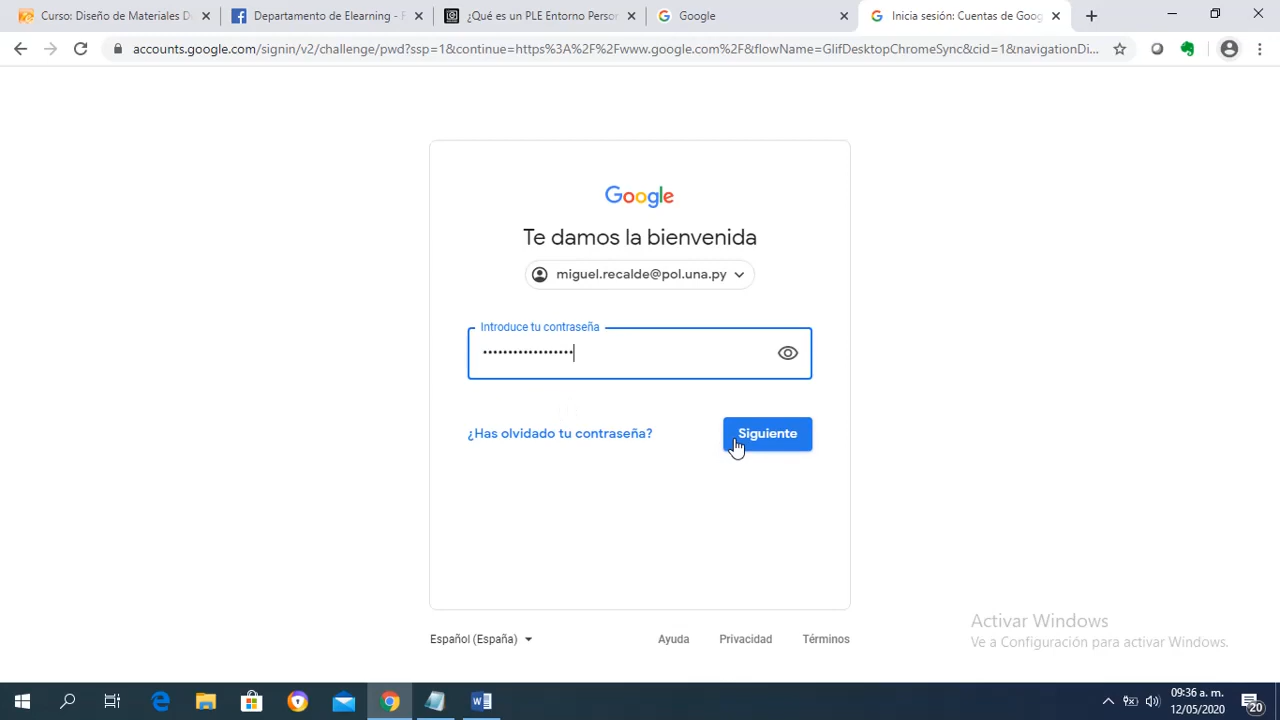 Curso: Diseño de Materiales D
Departamento de Elearning - F
¿Qué es un PLE Entorno Person
Google
Inicia sesión: Cuentas de Goog
accounts.google.com/signin/v2/challenge/pwd?ssp=1&continue=https%3A%2F%2Fwww.google.com%2F&flowName=GlifDesktopChromeSync&cid=1&navigationDi...
Google
Te damos la bienvenida
miguel.recalde@pol.una.py
Introduce tu contraseña
••••••••••••••••••
¿Has olvidado tu contraseña?
Siguiente
Español (España)
Ayuda
Privacidad
Términos
Activar Windows
Ve a Configuración para activar Windows.
09:36 a. m.
12/05/2020
20